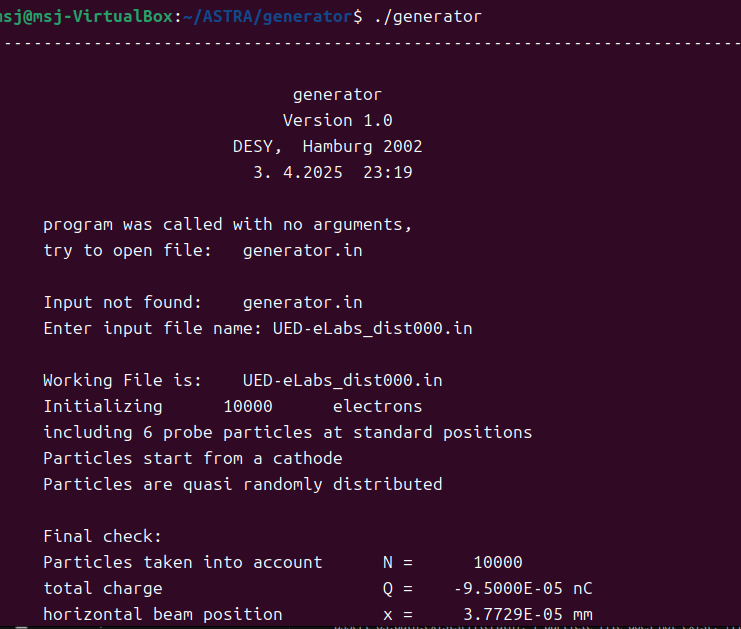 msj@msj-VirtualBox:~/ASTRA/generator$ ./generator
--------------------------------------------------------------------------
generator
Version 1.0
DESY,  Hamburg 2002
3. 4.2025  23:19
program was called with no arguments,
try to open file:   generator.in
Input not found:    generator.in
Enter input file name: UED-eLabs_dist000.in
Working File is:    UED-eLabs_dist000.in
Initializing      10000      electrons
including 6 probe particles at standard positions
Particles start from a cathode
Particles are quasi randomly distributed
Final check:
Particles taken into account      N =      10000
total charge                      Q =    -9.5000E-05 nC
horizontal beam position          x =     3.7729E-05 mm